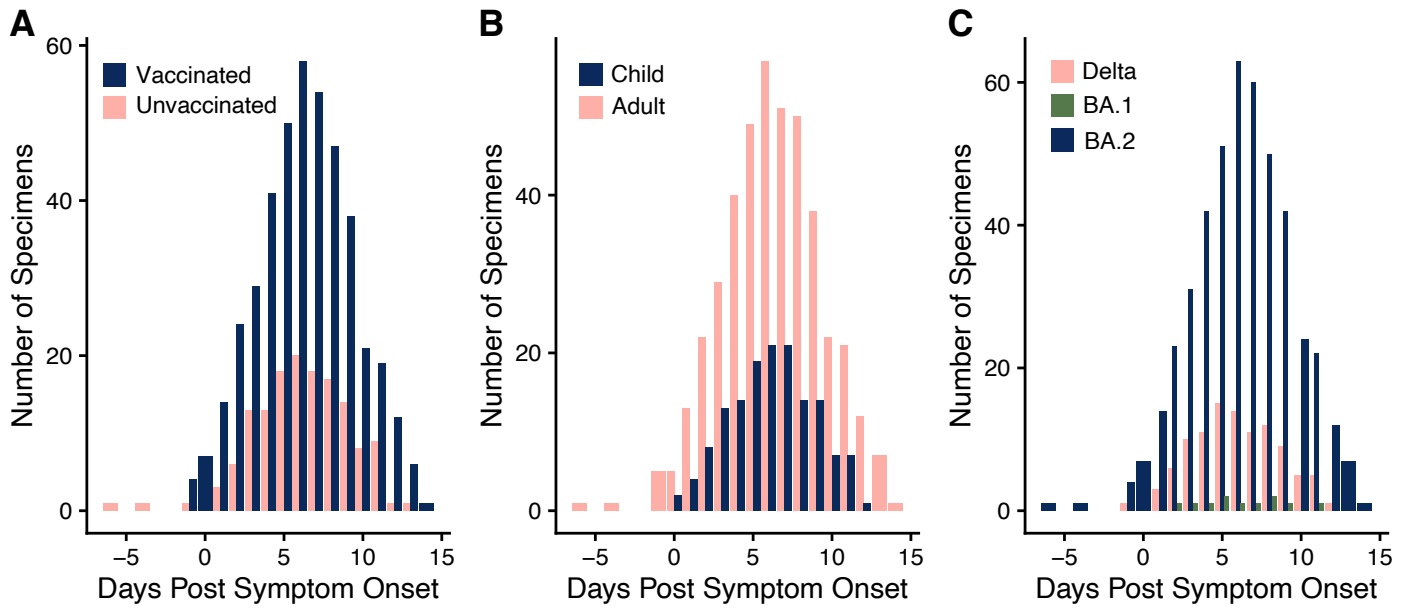 A
60
40
20
0
Number of Specimens
Vaccinated
Unvaccinated
−5 0 5 10 15
Days Post Symptom Onset
B
40
20
0
Number of Specimens
Child
Adult
−5 0 5 10 15
Days Post Symptom Onset
C
60
40
20
0
Number of Specimens
Delta
BA.1
BA.2
−5 0 5 10 15
Days Post Symptom Onset